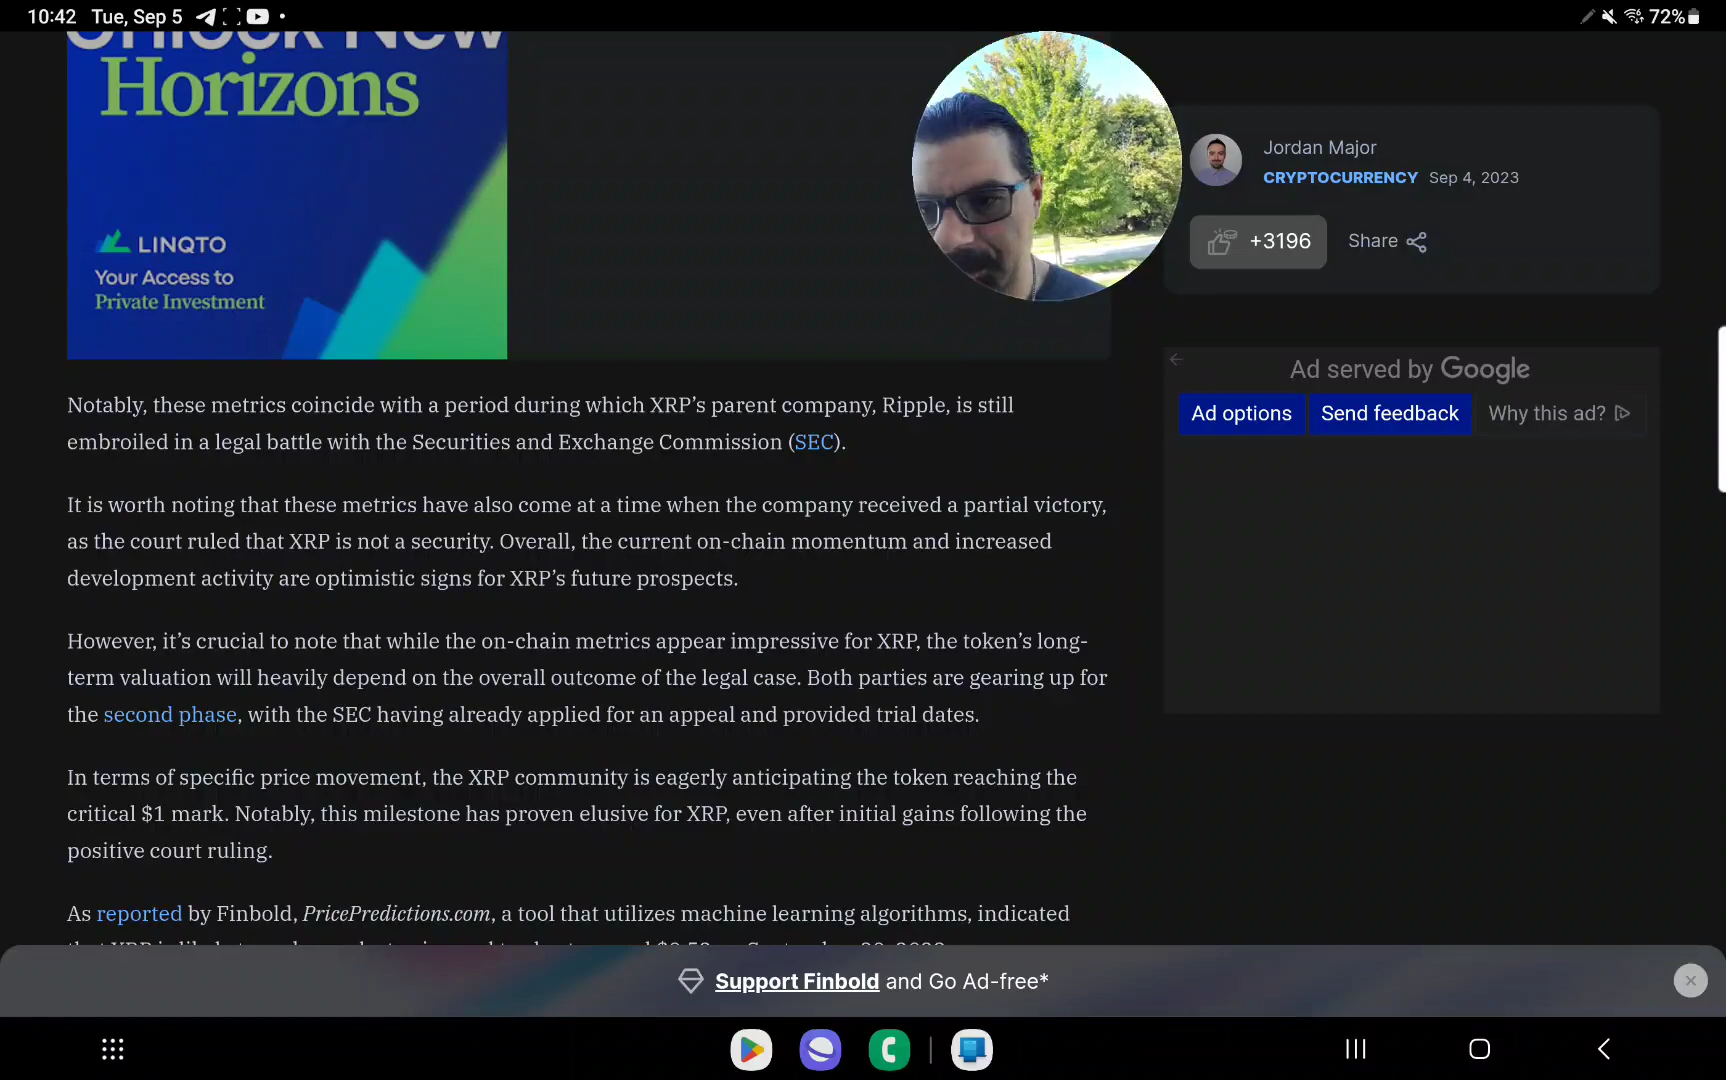 10:42 Tue, Sep 5
72%
Unlock New
Horizons
LINQTO
Your Access to
Private Investment
Jordan Major
CRYPTOCURRENCY Sep 4, 2023
+3196 Share
Ad served by Google
Ad options Send feedback Why this ad?
Notably, these metrics coincide with a period during which XRP’s parent company, Ripple, is still
embroiled in a legal battle with the Securities and Exchange Commission (SEC).
It is worth noting that these metrics have also come at a time when the company received a partial victory,
as the court ruled that XRP is not a security. Overall, the current on-chain momentum and increased
development activity are optimistic signs for XRP’s future prospects.
However, it’s crucial to note that while the on-chain metrics appear impressive for XRP, the token’s long-
term valuation will heavily depend on the overall outcome of the legal case. Both parties are gearing up for
the second phase, with the SEC having already applied for an appeal and provided trial dates.
In terms of specific price movement, the XRP community is eagerly anticipating the token reaching the
critical $1 mark. Notably, this milestone has proven elusive for XRP, even after initial gains following the
positive court ruling.
As reported by Finbold, PricePredictions.com, a tool that utilizes machine learning algorithms, indicated
Support Finbold and Go Ad-free*